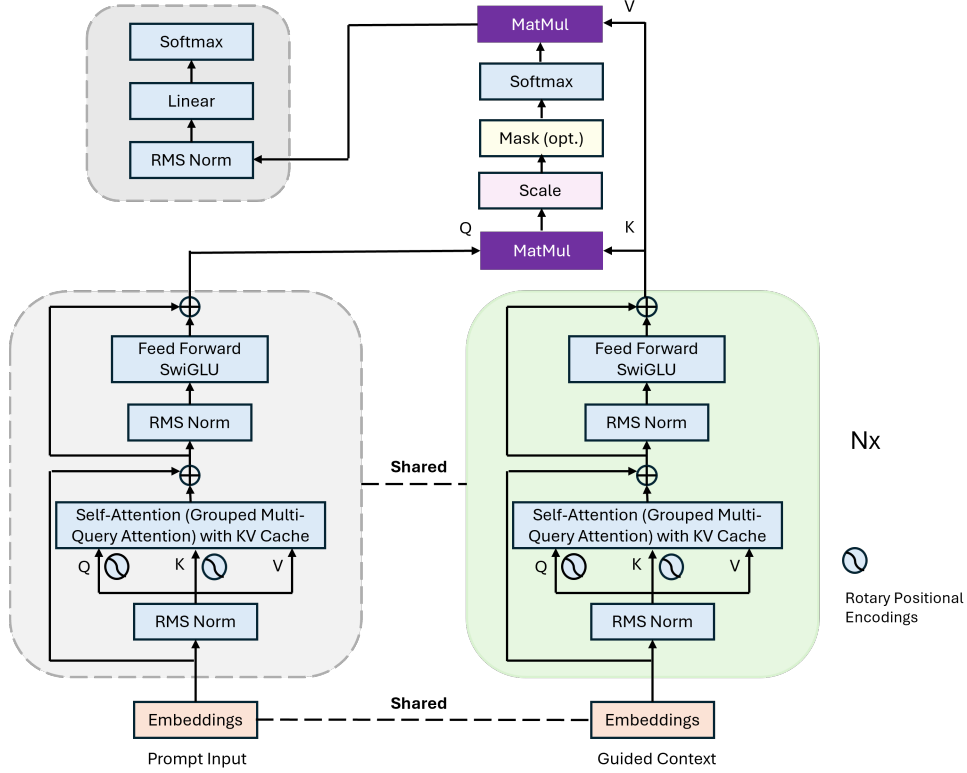 V
Softmax
MatMul
Softmax
Linear
Mask (opt.)
RMS Norm
Scale
Q
K
MatMul
Feed Forward
SwiGLU
Feed Forward
SwiGLU
RMS Norm
RMS Norm
Nx
Shared
Self-Attention (Grouped Multi-
Query Attention) with KV Cache
Self-Attention (Grouped Multi-
Query Attention) with KV Cache
Q
K
V
Q
K
V
Rotary Positional
Encodings
RMS Norm
RMS Norm
Shared
Embeddings
Embeddings
Prompt Input
Guided Context